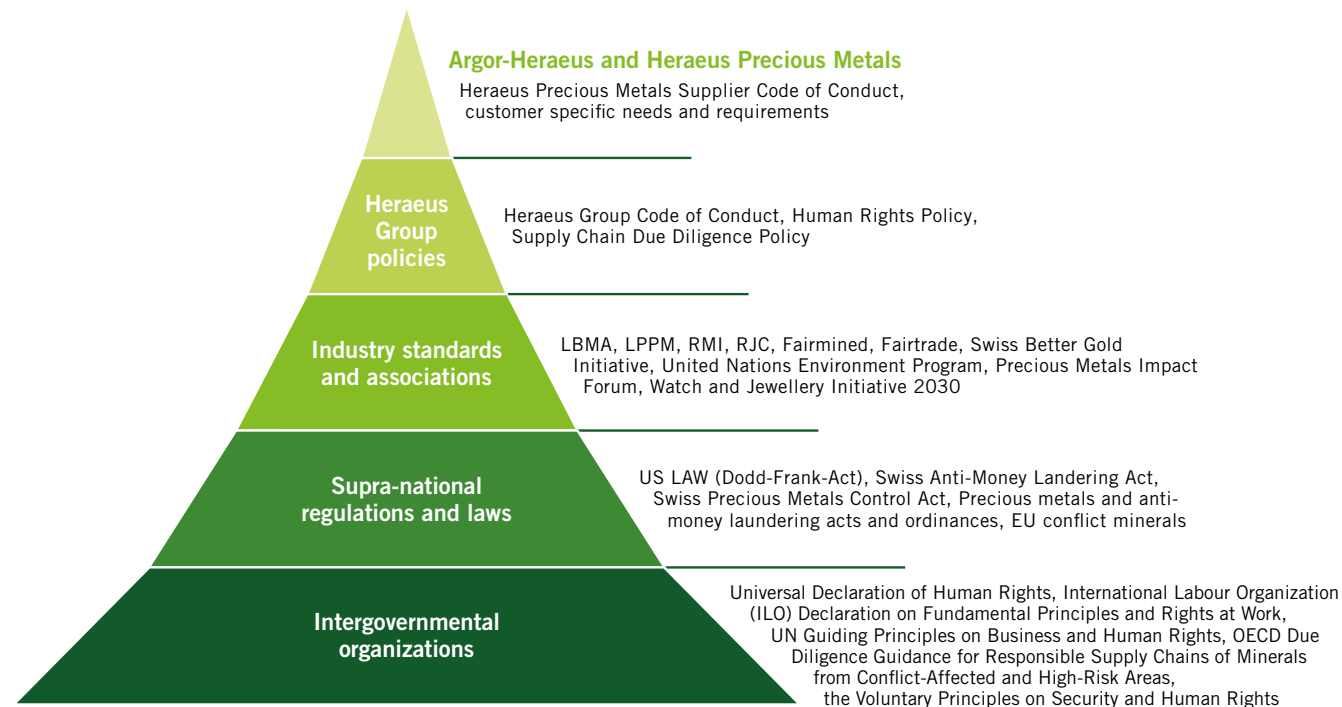 Argor-Heraeus and Heraeus Precious Metals
Heraeus Precious Metals Supplier Code of Conduct,
customer specific needs and requirements
Heraeus
Group
policies
Heraeus Group Code of Conduct, Human Rights Policy,
Supply Chain Due Diligence Policy
Industry standards
and associations
LBMA, LPPM, RMI, RJC, Fairmined, Fairtrade, Swiss Better Gold
Initiative, United Nations Environment Program, Precious Metals Impact
Forum, Watch and Jewellery Initiative 2030
Supra-national
regulations and laws
US LAW (Dodd-Frank-Act), Swiss Anti-Money Landering Act,
Swiss Precious Metals Control Act, Precious metals and anti-
money laundering acts and ordinances, EU conflict minerals
Intergovernmental
organizations
Universal Declaration of Human Rights, International Labour Organization
(ILO) Declaration on Fundamental Principles and Rights at Work,
UN Guiding Principles on Business and Human Rights, OECD Due
Diligence Guidance for Responsible Supply Chains of Minerals
from Conflict-Affected and High-Risk Areas,
the Voluntary Principles on Security and Human Rights